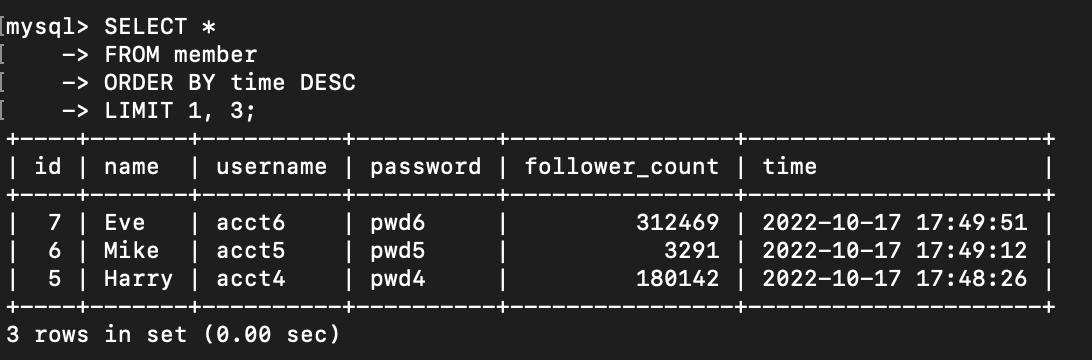 mysql> SELECT *
    -> FROM member
    -> ORDER BY time DESC
    -> LIMIT 1, 3;
+----+-------+----------+----------+----------------+---------------------+
| id | name  | username | password | follower_count | time                |
+----+-------+----------+----------+----------------+---------------------+
|  7 | Eve   | acct6    | pwd6     |         312469 | 2022-10-17 17:49:51 |
|  6 | Mike  | acct5    | pwd5     |           3291 | 2022-10-17 17:49:12 |
|  5 | Harry | acct4    | pwd4     |         180142 | 2022-10-17 17:48:26 |
+----+-------+----------+----------+----------------+---------------------+
3 rows in set (0.00 sec)